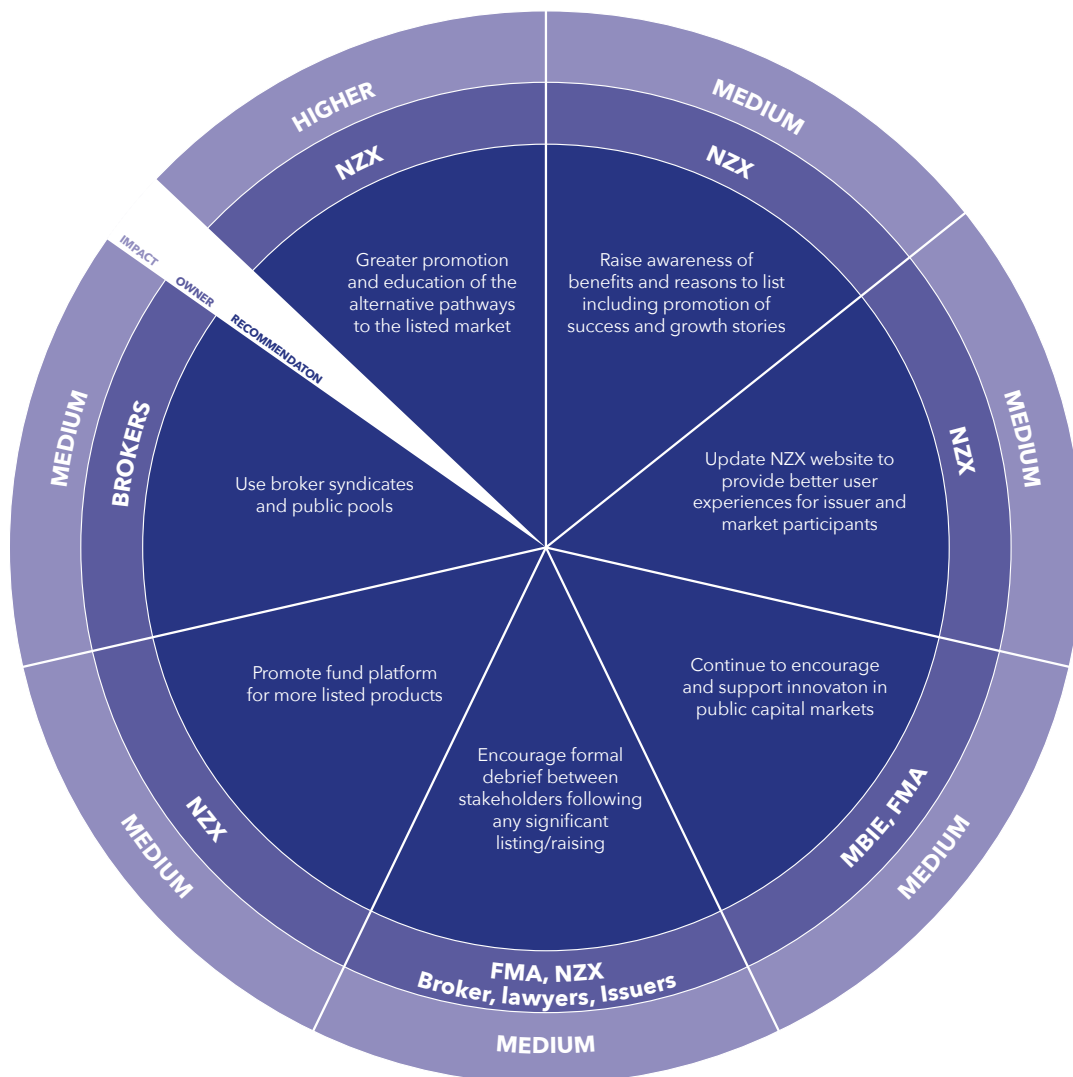 HIGHER
NZX
Greater promotion
and education of the
alternative pathways
to the listed market
MEDIUM
NZX
Raise awareness of
benefits and reasons to list
including promotion of
success and growth stories
MEDIUM
NZX
Update NZX website to
provide better user
experiences for issuer and
market participants
MEDIUM
MBIE, FMA
Continue to encourage
and support innovaton in
public capital markets
Encourage formal
debrief between
stakeholders following
any significant
listing/raising
FMA, NZX
Broker, lawyers, Issuers
MEDIUM
Promote fund platform
for more listed products
NZX
MEDIUM
Use broker syndicates
and public pools
BROKERS
MEDIUM
IMPACT
OWNER
RECOMMENDATON